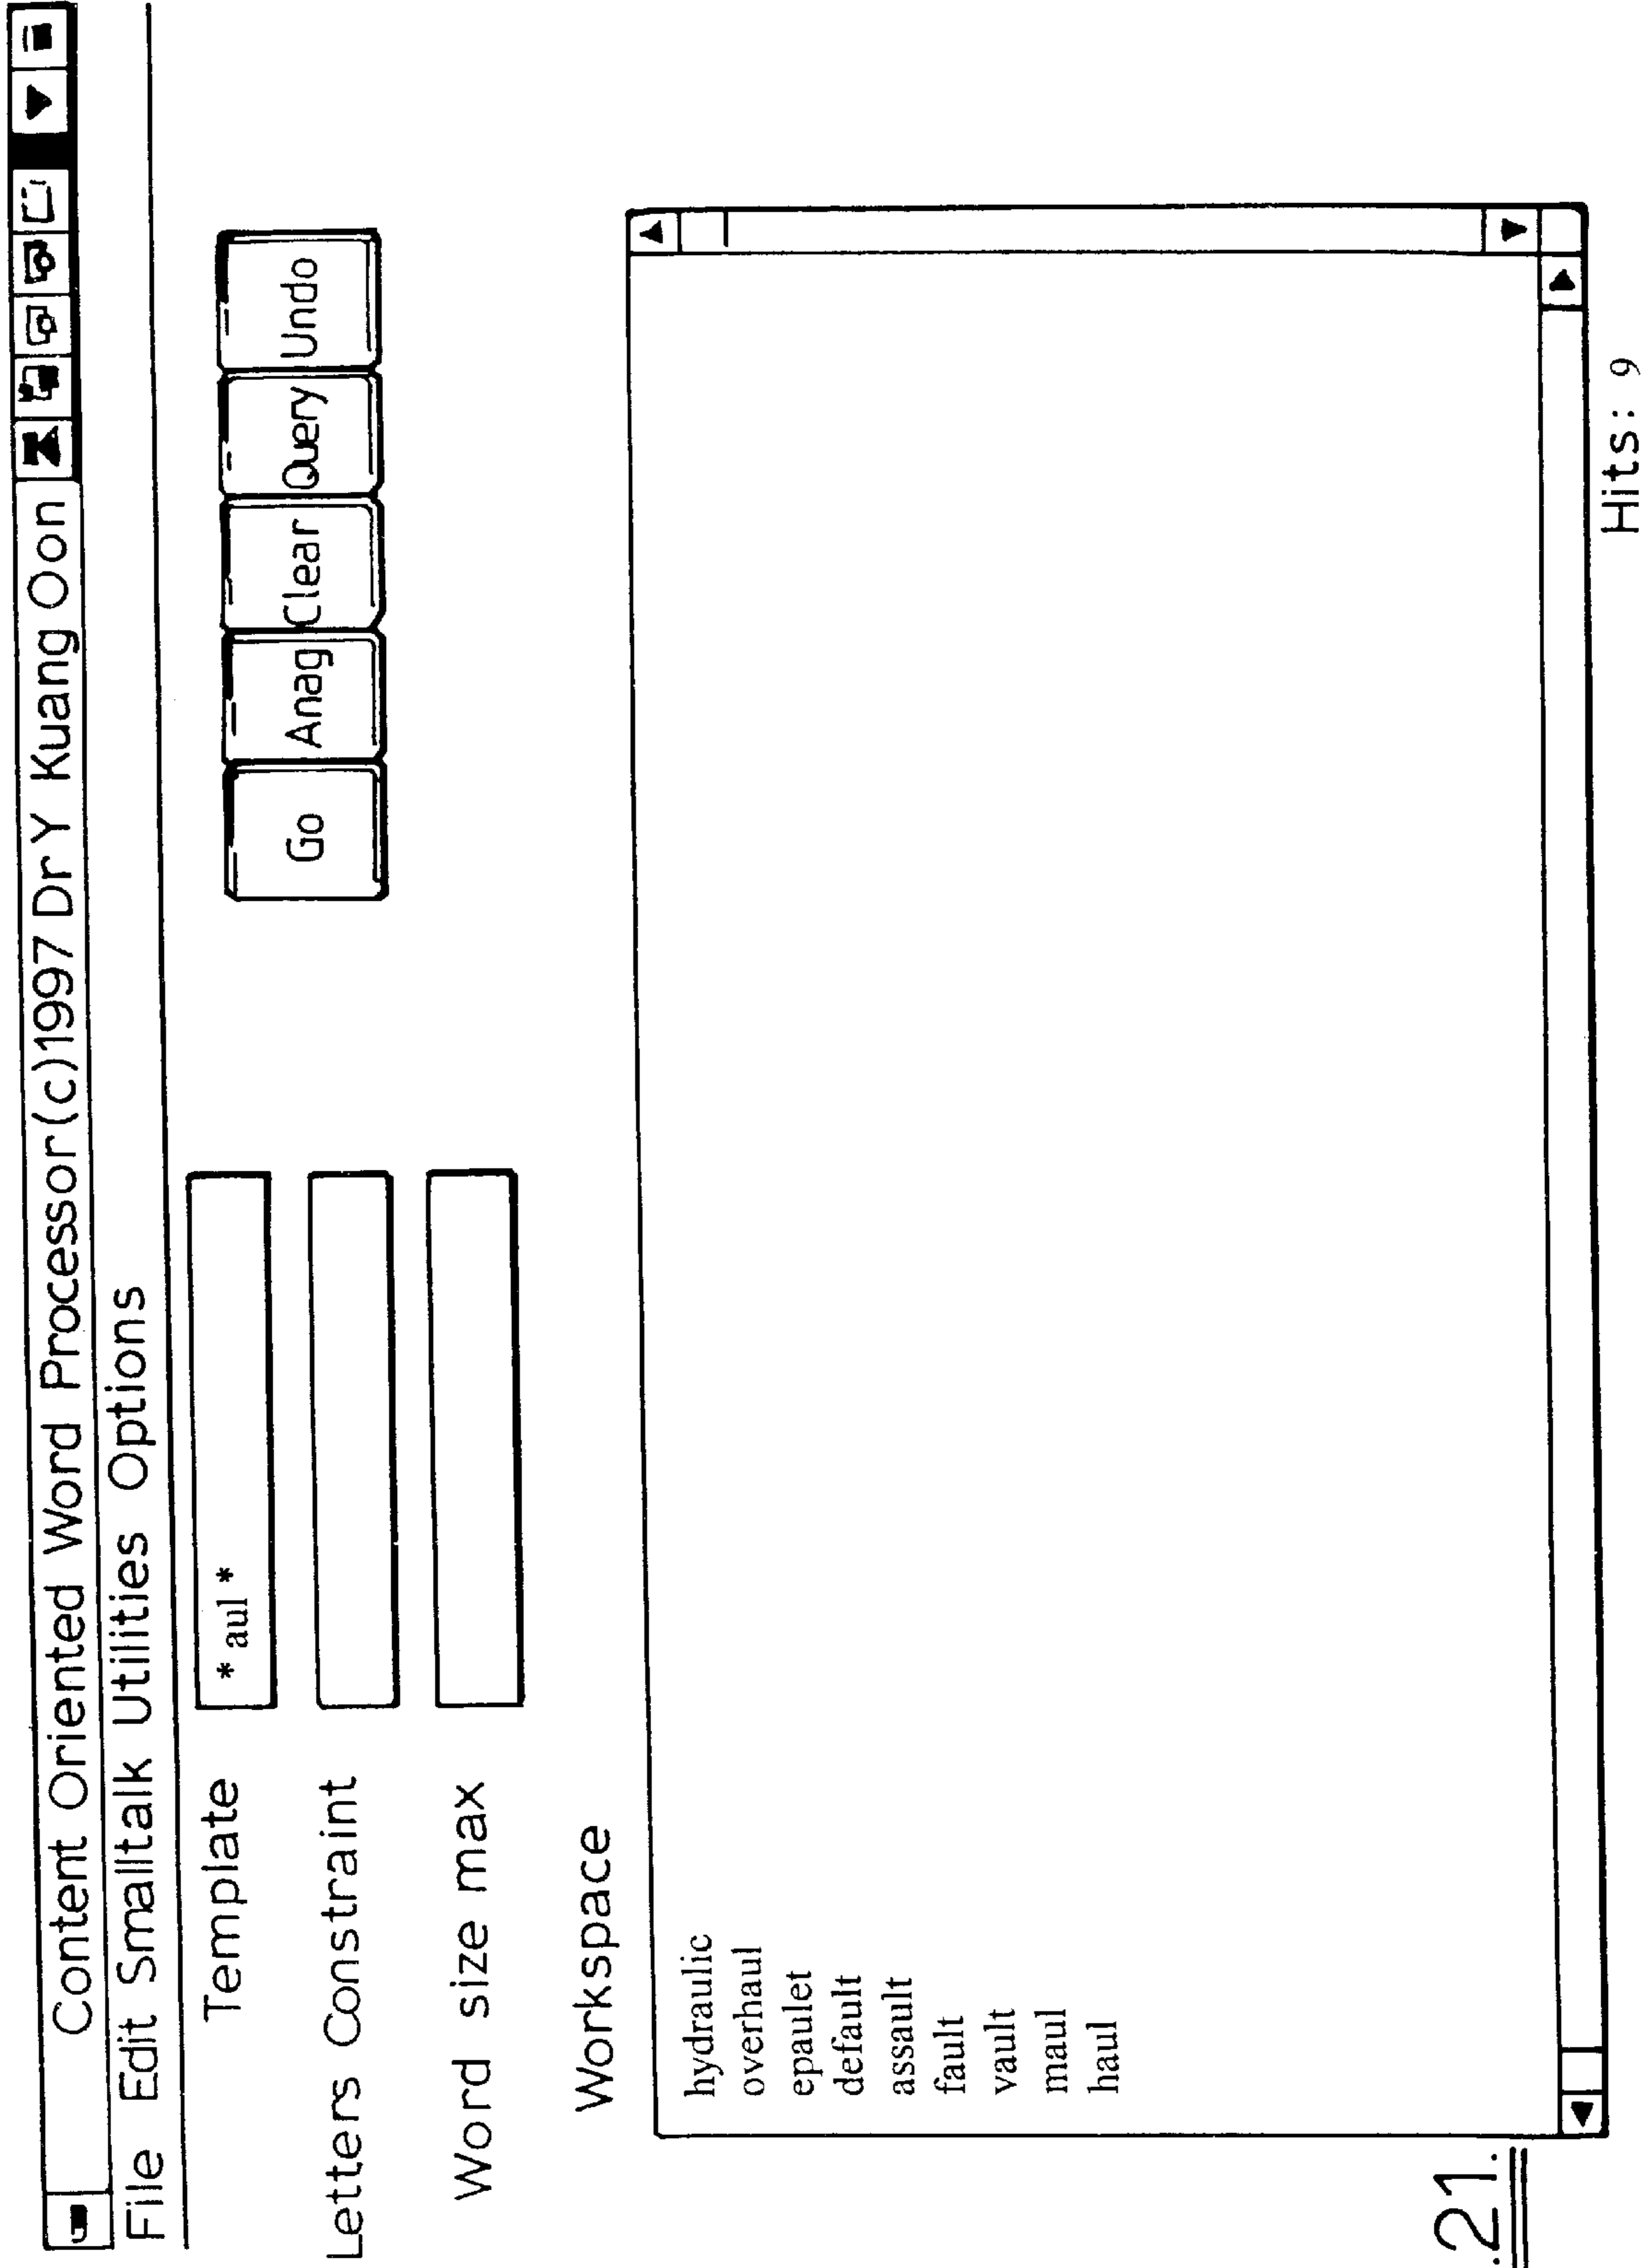 Content Oriented Word Processor(c)1997 Dr Y Kuang Oon
File Edit Smalltalk Utilities Options
Template * aul *
Go Anag Clear Query Undo
Letters Constraint
Word size max
Workspace
hydraulic
overhaul
epaulet
default
assault
fault
vault
maul
haul
Hits: 9
.21.